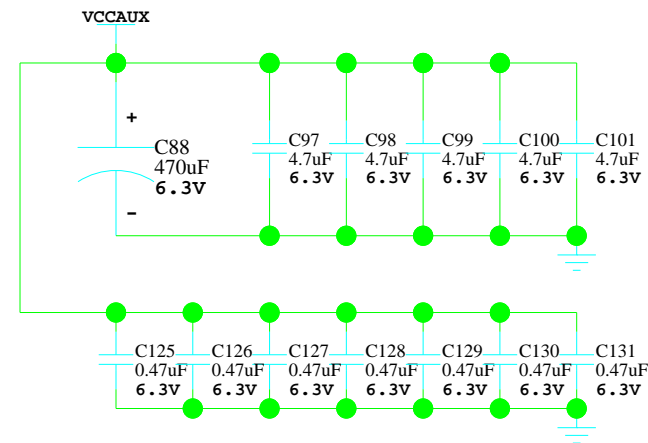 VCCAUX
+
C88
470uF
6.3V
-
C97 C98 C99 C100 C101
4.7uF 4.7uF 4.7uF 4.7uF 4.7uF
6.3V 6.3V 6.3V 6.3V 6.3V
C125 C126 C127 C128 C129 C130 C131
0.47uF 0.47uF 0.47uF 0.47uF 0.47uF 0.47uF 0.47uF
6.3V 6.3V 6.3V 6.3V 6.3V 6.3V 6.3V